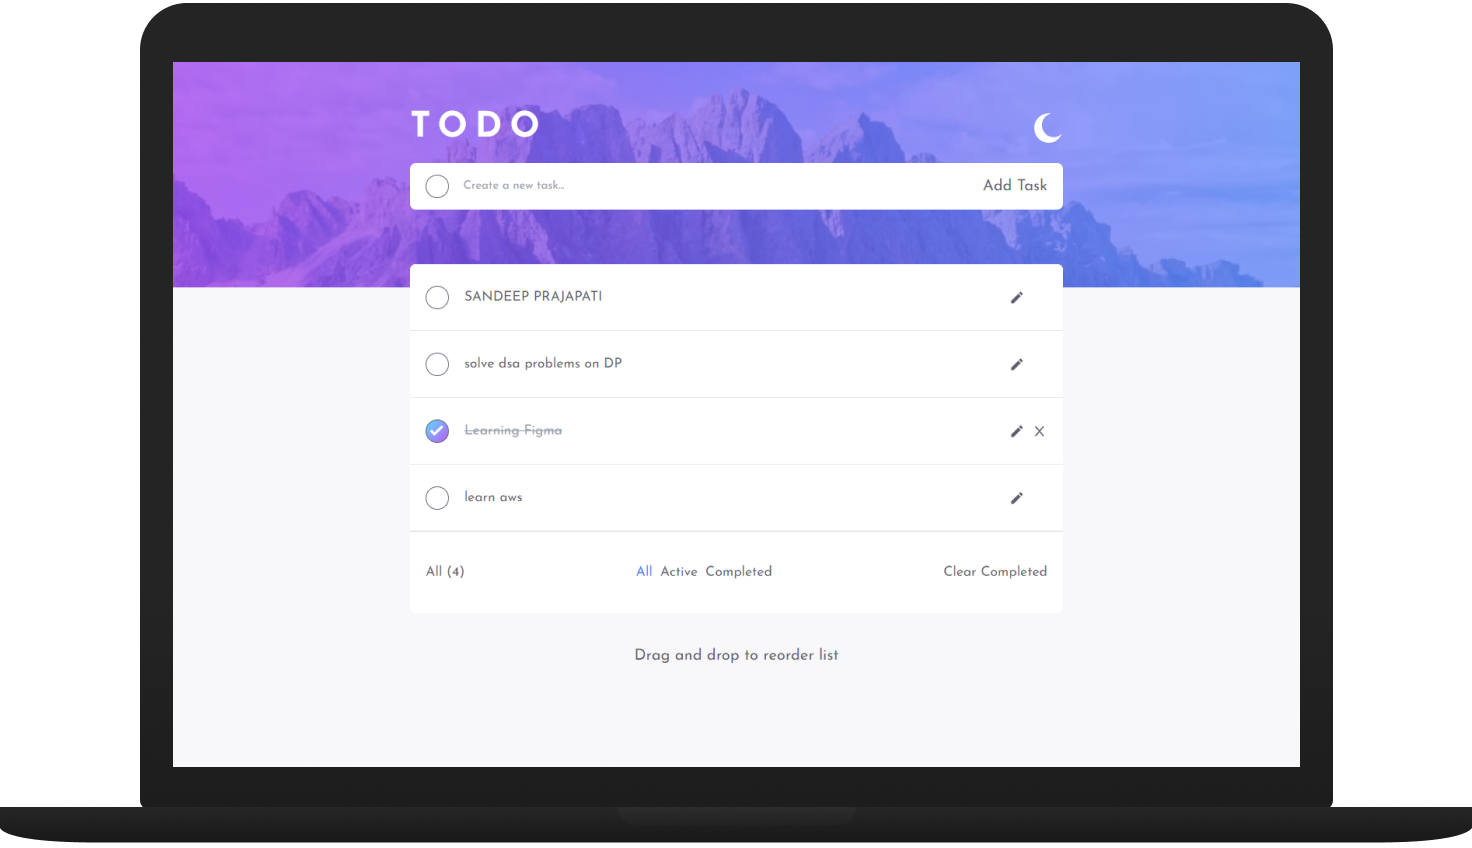 TODO
Create a new task...
Add Task
SANDEEP PRAJAPATI
solve dsa problems on DP
Learning Figma
X
learn aws
All (4)
All Active Completed
Clear Completed
Drag and drop to reorder list